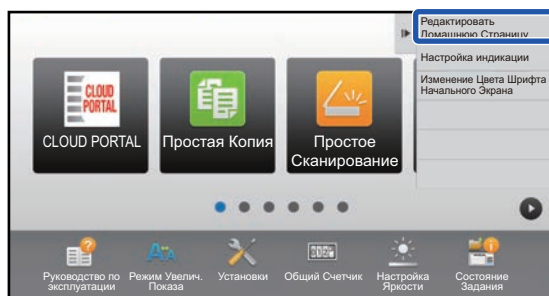 Редактировать
Домашнюю Страницу
Настройка индикации
Изменение Цвета Шрифта
Начального Экрана
CLOUD
PORTAL
CLOUD PORTAL
Простая Копия
Простое
Сканирование
Руководство по
эксплуатации
Режим Увелич.
Показа
Установки
Общий Счетчик
Настройка
Яркости
Состояние
Задания